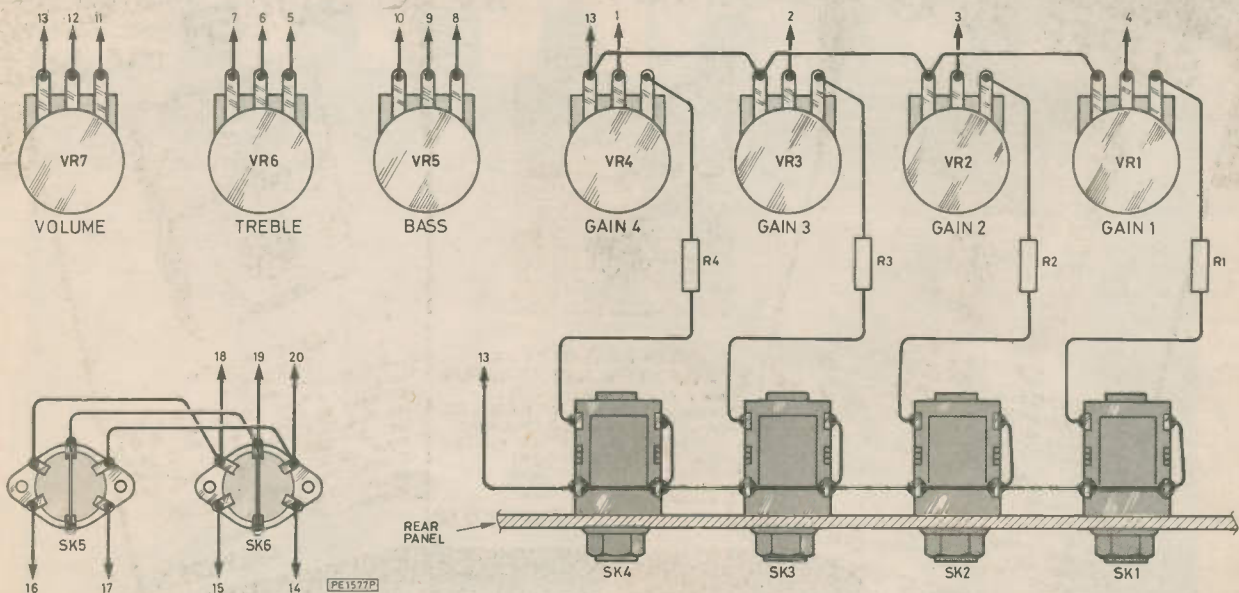 13 12 11 7 6 5 10 9 8 13 1 2 3 4
VR7 VR6 VR5 VR4 VR3 VR2 VR1
VOLUME TREBLE BASS GAIN 4 GAIN 3 GAIN 2 GAIN 1
R4 R3 R2 R1
18 19 20 13
REAR
PANEL
SK5 SK6 SK4 SK3 SK2 SK1
16 17 15 14
PE1577P